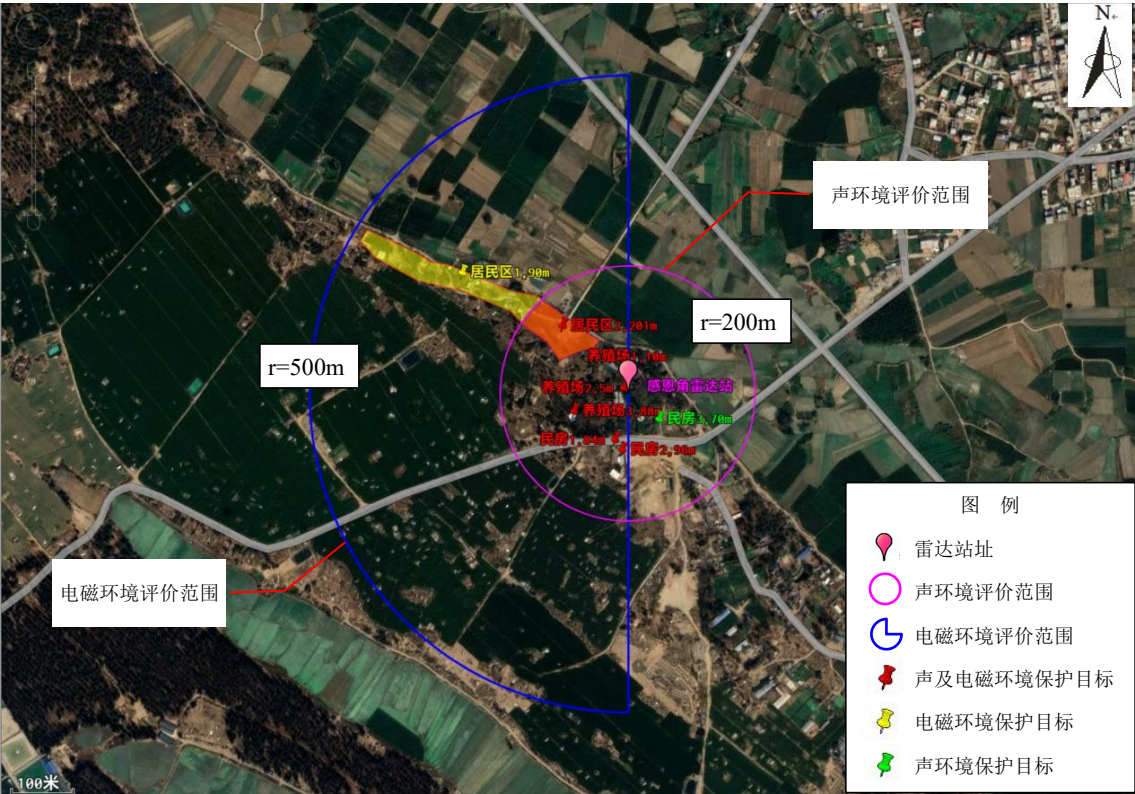 N
声环境评价范围
居民区1,90m
r=200m
居民区2,201m
r=500m
养殖场1,10m
养殖场2,5m
感恩角雷达站
养殖场3,88m
民房3,70m
民房1,84m
民房2,90m
图 例
雷达站址
声环境评价范围
电磁环境评价范围
电磁环境评价范围
声及电磁环境保护目标
电磁环境保护目标
声环境保护目标
100米